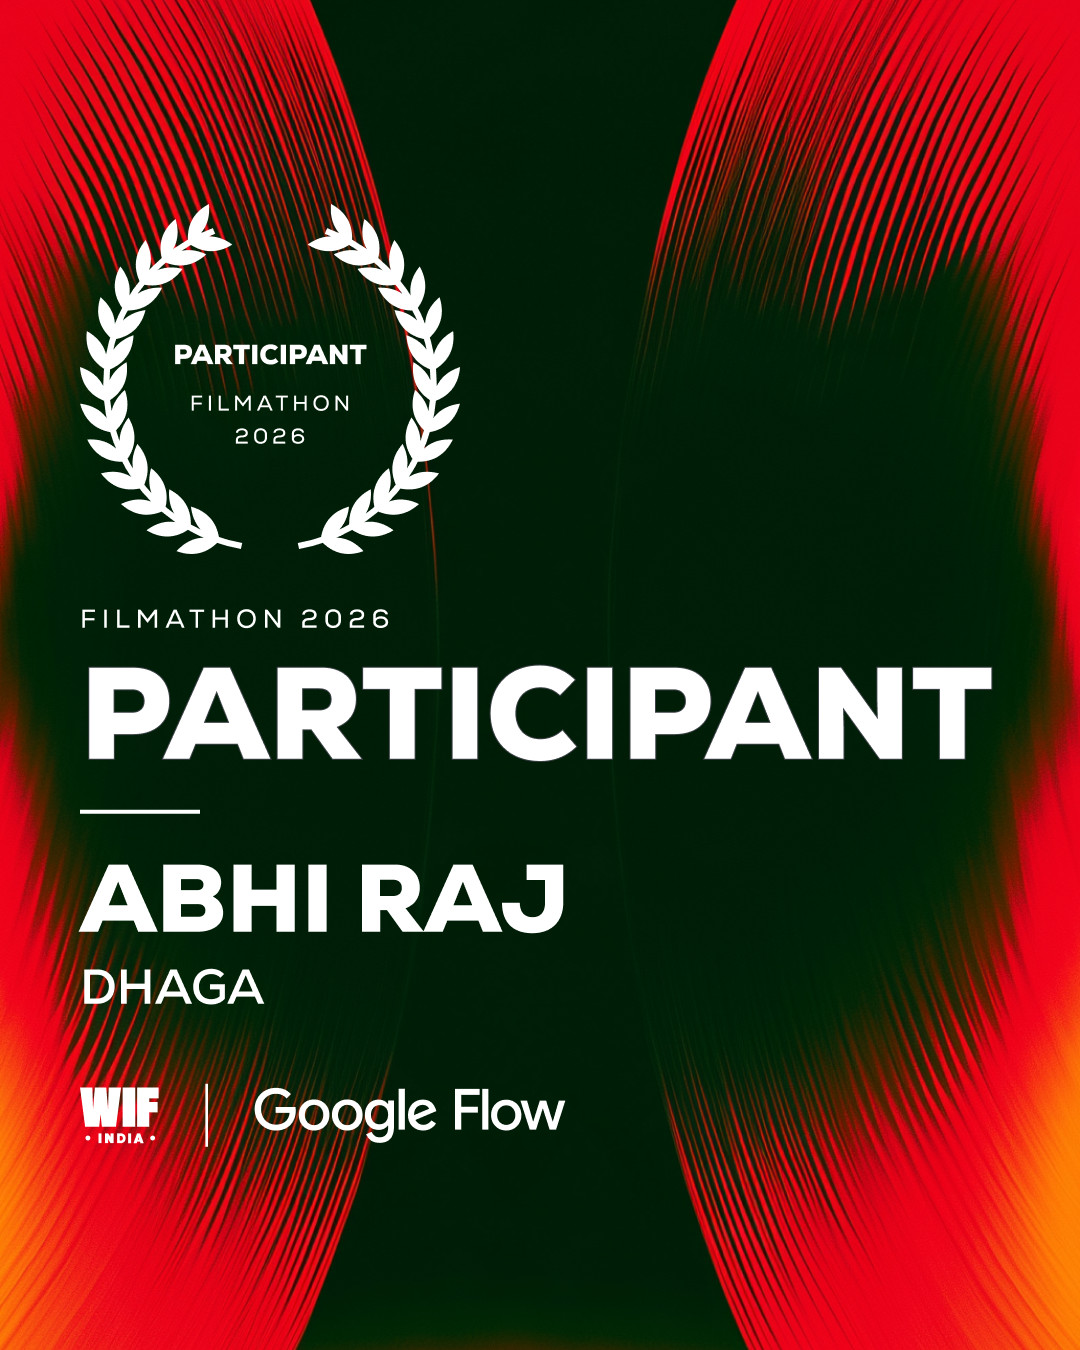 PARTICIPANT
FILMATHON
2026
FILMATHON 2026
PARTICIPANT
ABHI RAJ
DHAGA
WIF
• INDIA •
Google Flow